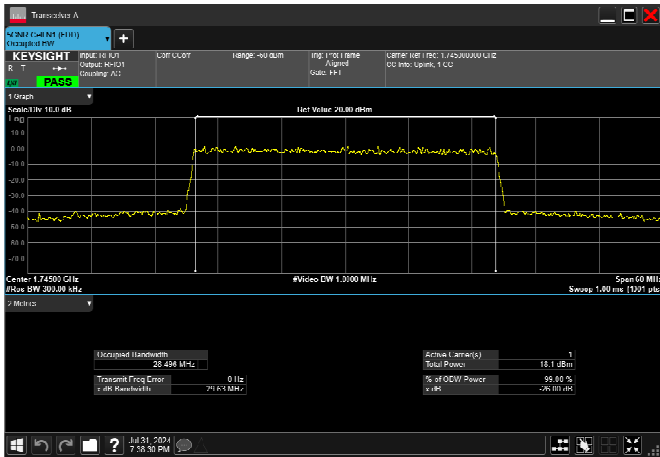 Transceiver A
5GNR Cell N1 (FDD)
Occupied BW
+
KEYSIGHT
R T
PASS
Input: RFIO1
Output: RFIO1
Coupling: AC
Corr CCorr
Range: -60 dBm
Trig: Prot Frame
Aligned
Gate: FFT
Carrier Ref Freq: 1.745000000 GHz
CC Info: Uplink, 1 CC
1 Graph
Scale/Div 10.0 dB
Ref Value 20.00 dBm
Log
10.0
0.00
-10.0
-20.0
-30.0
-40.0
-50.0
-60.0
-70.0
Center 1.74500 GHz
#Video BW 1.0000 MHz
Span 60 MHz
#Res BW 300.00 kHz
Sweep 1.00 ms (1001 pts
2 Metrics
Occupied Bandwidth
28.496 MHz
Transmit Freq Error 0 Hz
x dB Bandwidth 29.63 MHz
Active Carrier(s) 1
Total Power 18.1 dBm
% of OBW Power 99.00 %
x dB -26.00 dB
?
Jul 31, 2024
7:38:30 PM